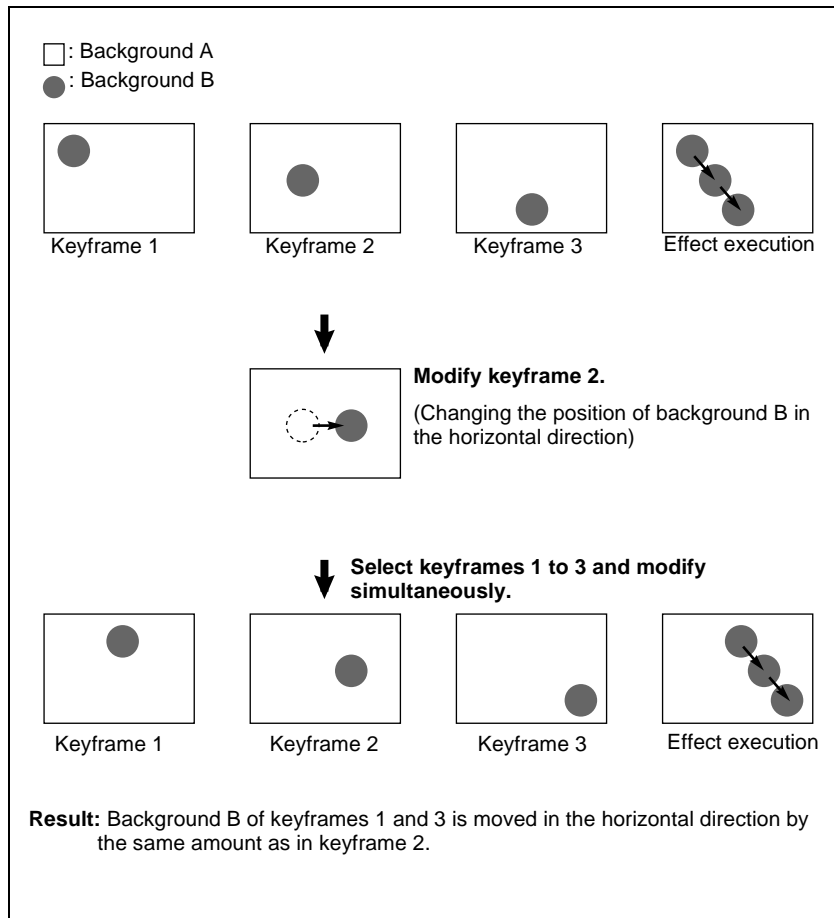 : Background A
: Background B
Keyframe 1
Keyframe 2
Keyframe 3
Effect execution
Modify keyframe 2.
(Changing the position of background B in
the horizontal direction)
Select keyframes 1 to 3 and modify
simultaneously.
Keyframe 1
Keyframe 2
Keyframe 3
Effect execution
Result: Background B of keyframes 1 and 3 is moved in the horizontal direction by
the same amount as in keyframe 2.